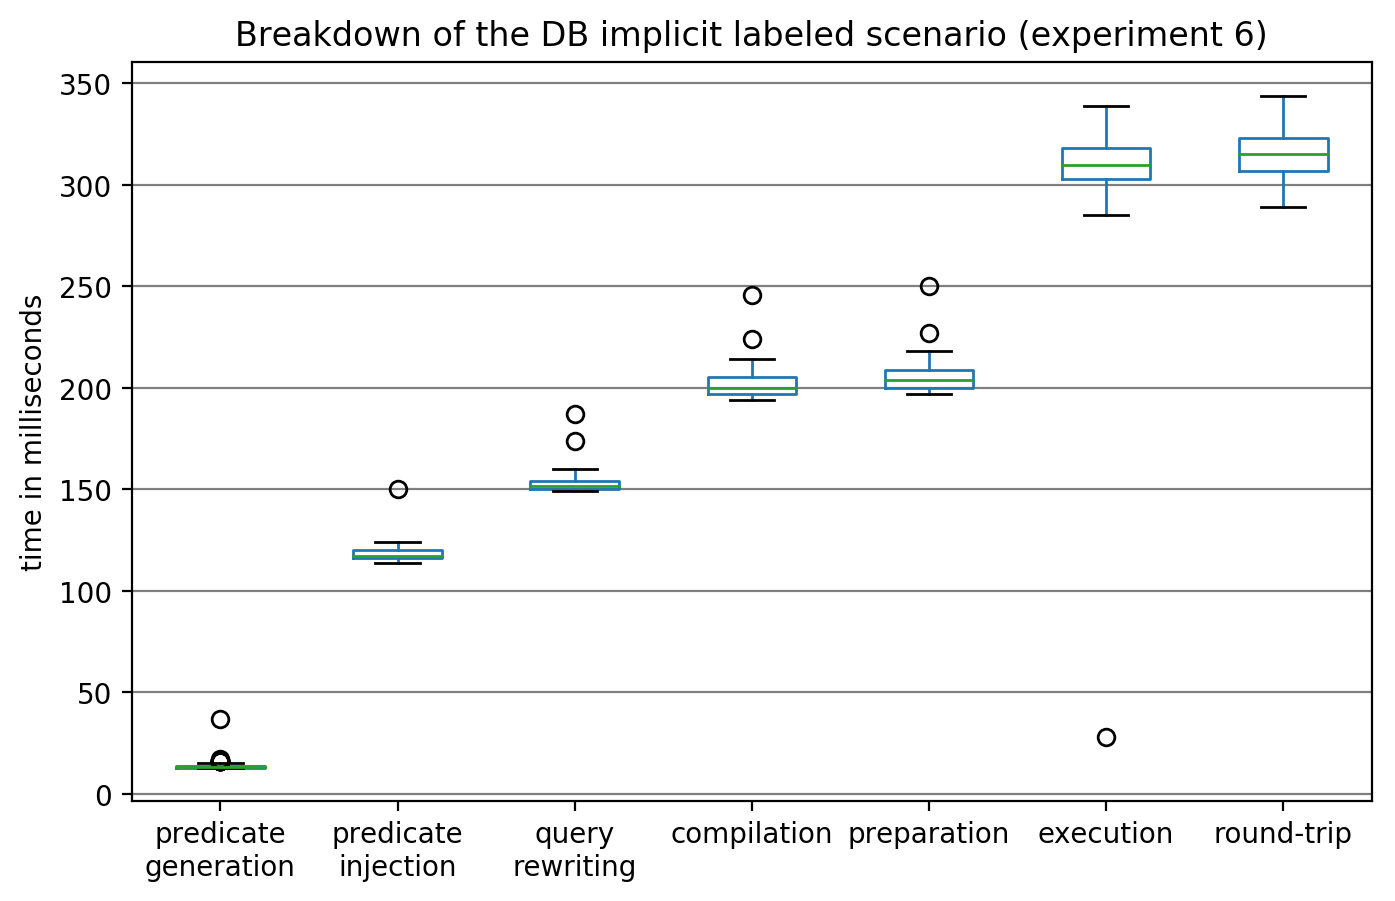 Breakdown of the DB implicit labeled scenario (experiment 6)
time in milliseconds
350
300
250
200
150
100
50
0
predicate
generation
predicate
injection
query
rewriting
compilation
preparation
execution
round-trip